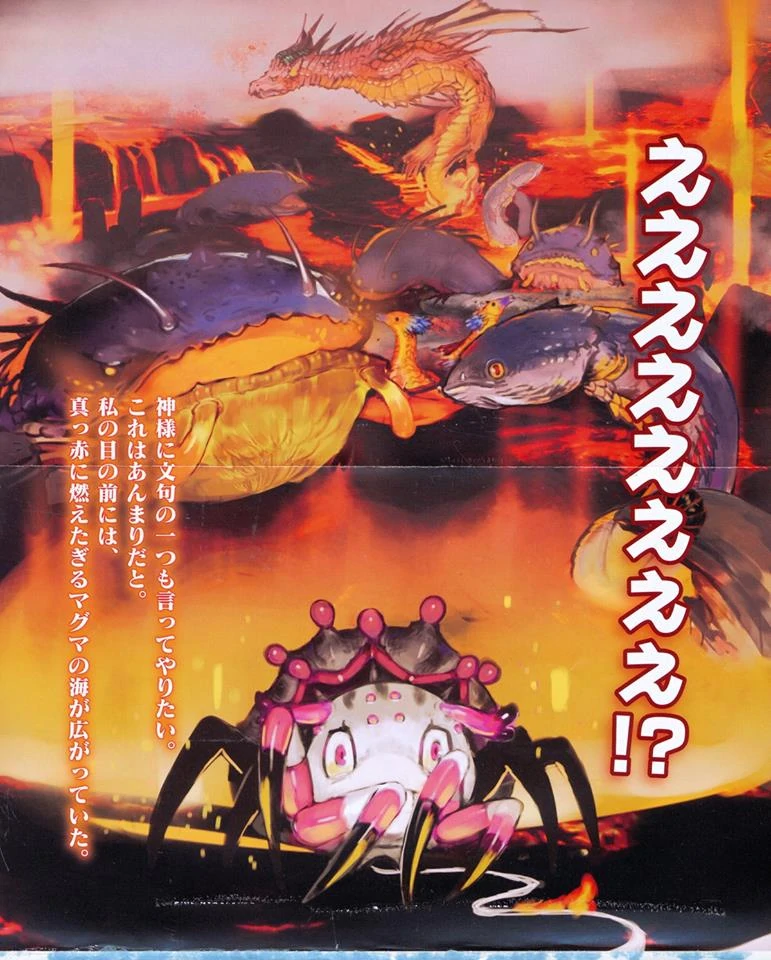 えええええええええ!?
神様に文句の一つも言ってやりたい。
これはあんまりだと。
私の目の前には、
真っ赤に燃えたぎるマグマの海が広がっていた。